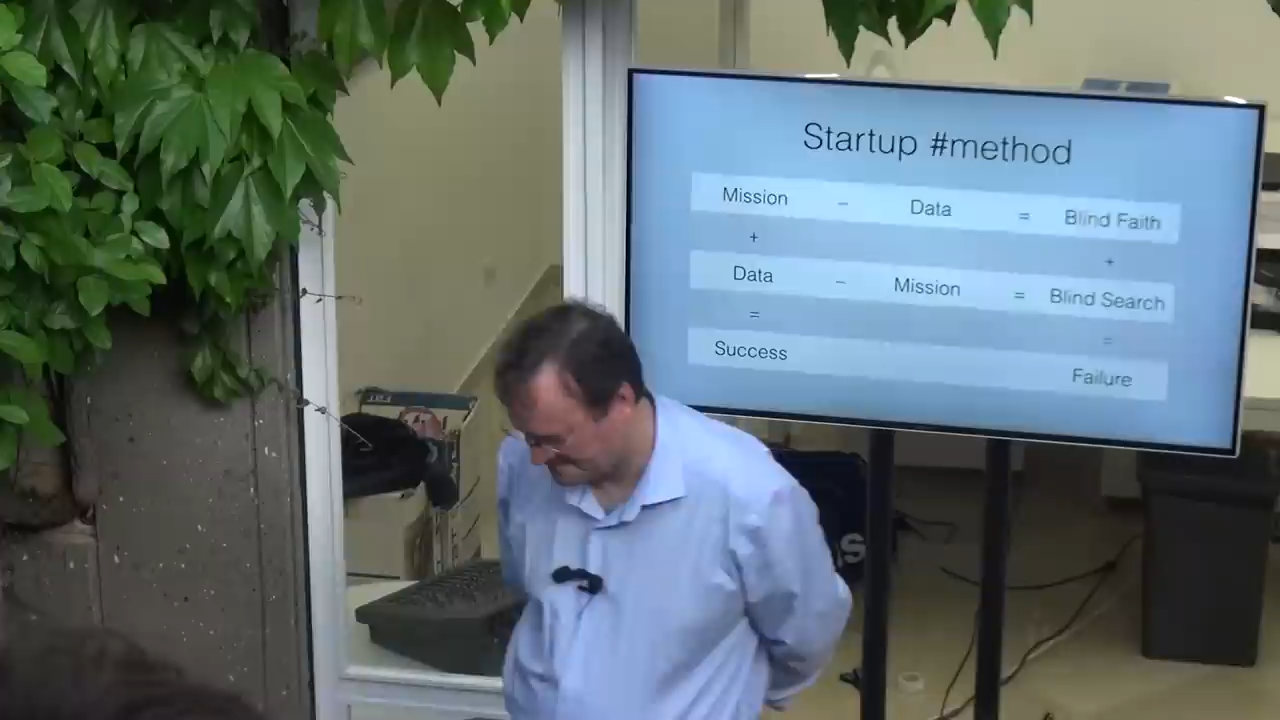 Startup #method
Mission - Data = Blind Faith
+ +
Data - Mission = Blind Search
= =
Success Failure